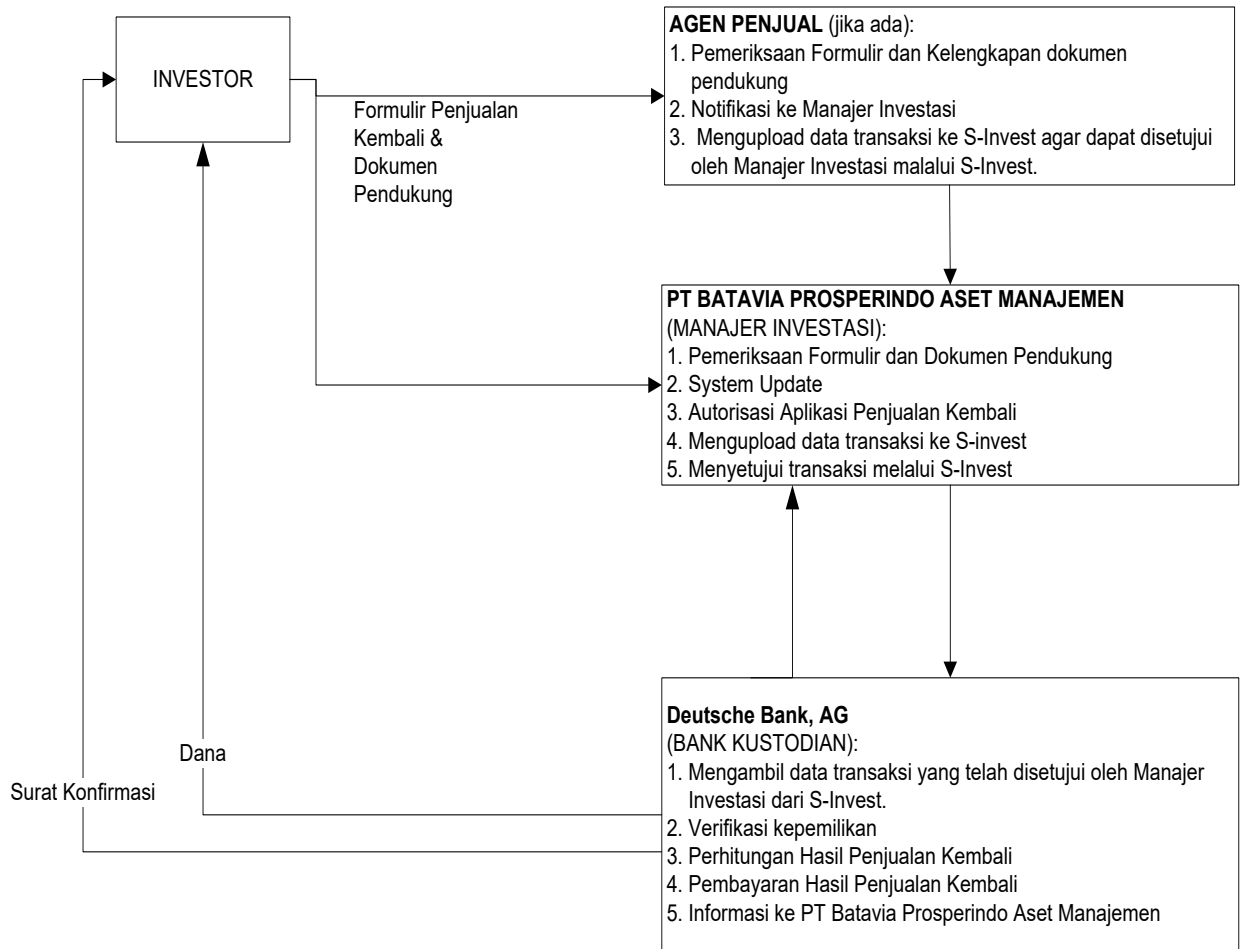 AGEN PENJUAL (jika ada):
1. Pemeriksaan Formulir dan Kelengkapan dokumen
pendukung
2. Notifikasi ke Manajer Investasi
3. Mengupload data transaksi ke S-Invest agar dapat disetujui
oleh Manajer Investasi malalui S-Invest.
INVESTOR
Formulir Penjualan
Kembali &
Dokumen
Pendukung
PT BATAVIA PROSPERINDO ASET MANAJEMEN
(MANAJER INVESTASI):
1. Pemeriksaan Formulir dan Dokumen Pendukung
2. System Update
3. Autorisasi Aplikasi Penjualan Kembali
4. Mengupload data transaksi ke S-invest
5. Menyetujui transaksi melalui S-Invest
Deutsche Bank, AG
(BANK KUSTODIAN):
1. Mengambil data transaksi yang telah disetujui oleh Manajer
Investasi dari S-Invest.
2. Verifikasi kepemilikan
3. Perhitungan Hasil Penjualan Kembali
4. Pembayaran Hasil Penjualan Kembali
5. Informasi ke PT Batavia Prosperindo Aset Manajemen
Dana
Surat Konfirmasi